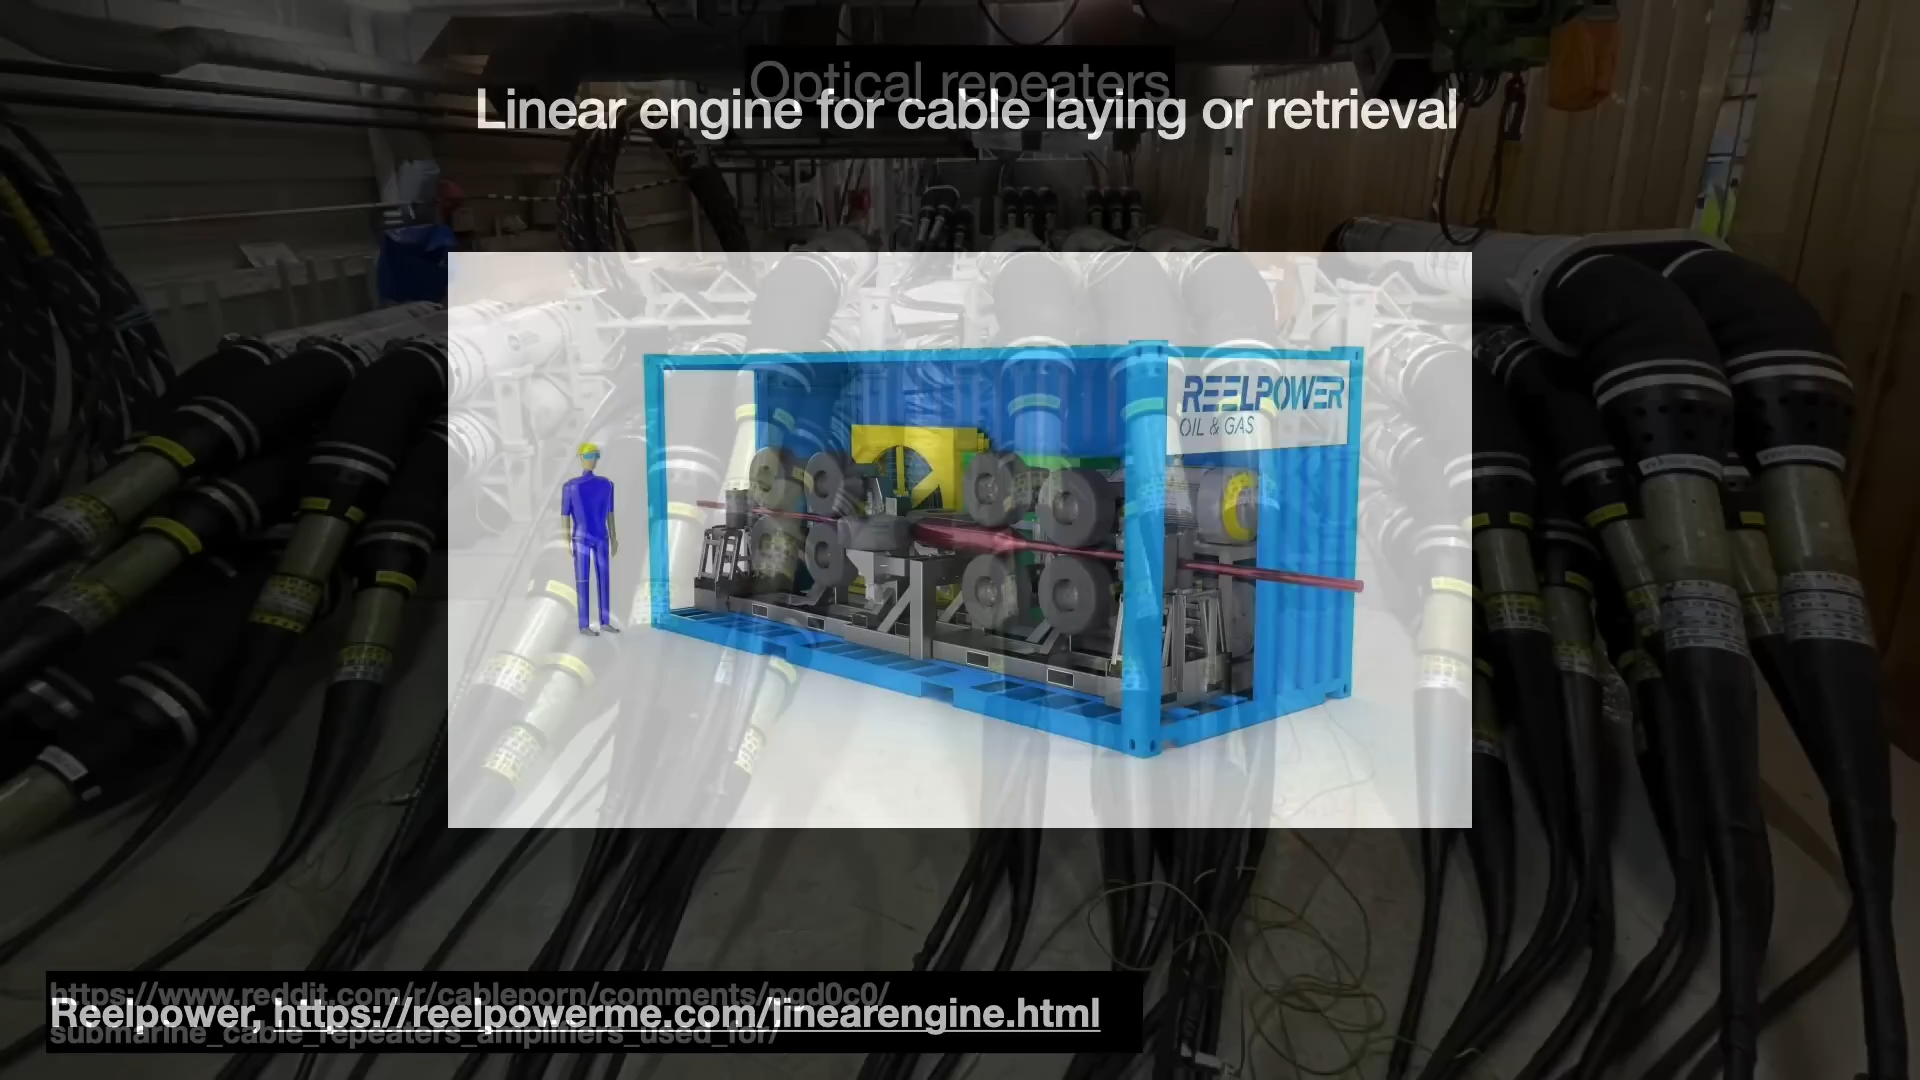 Optical repeaters
Linear engine for cable laying or retrieval
REELPOWER
OIL & GAS
https://www.reddit.com/r/cableporn/comments/pgd0c0/
Reelpower, https://reelpowerme.com/linearengine.html
submarine_cable_repeaters_amplifiers_used_for/